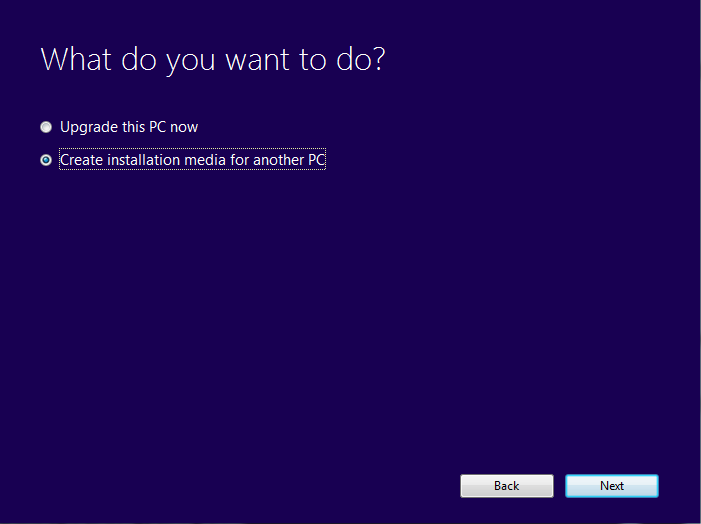 What do you want to do?
Upgrade this PC now
Create installation media for another PC
Back
Next